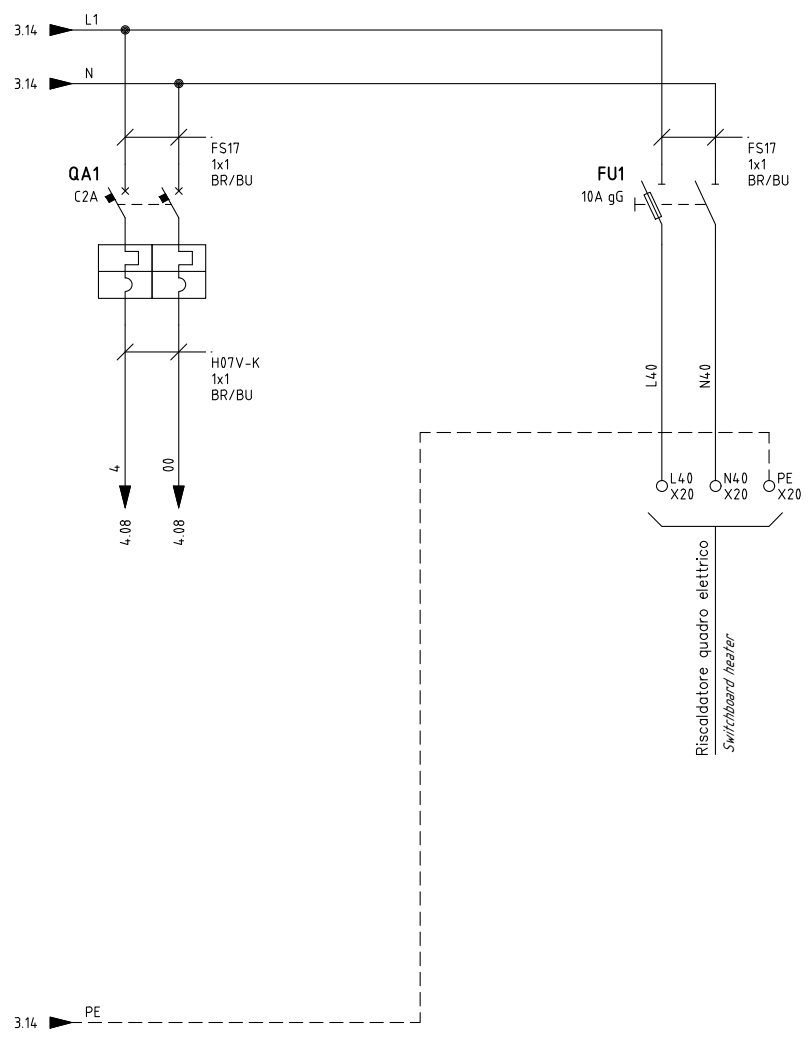 3.14
L1
3.14
N
FS17
1x1
BR/BU
QA1
C2A
FS17
1x1
BR/BU
FU1
10A gG
H07V-K
1x1
BR/BU
L40
N40
4
00
4.08
4.08
L40
X20
N40
X20
PE
X20
Riscaldatore quadro elettrico
Switchboard heater
3.14
PE